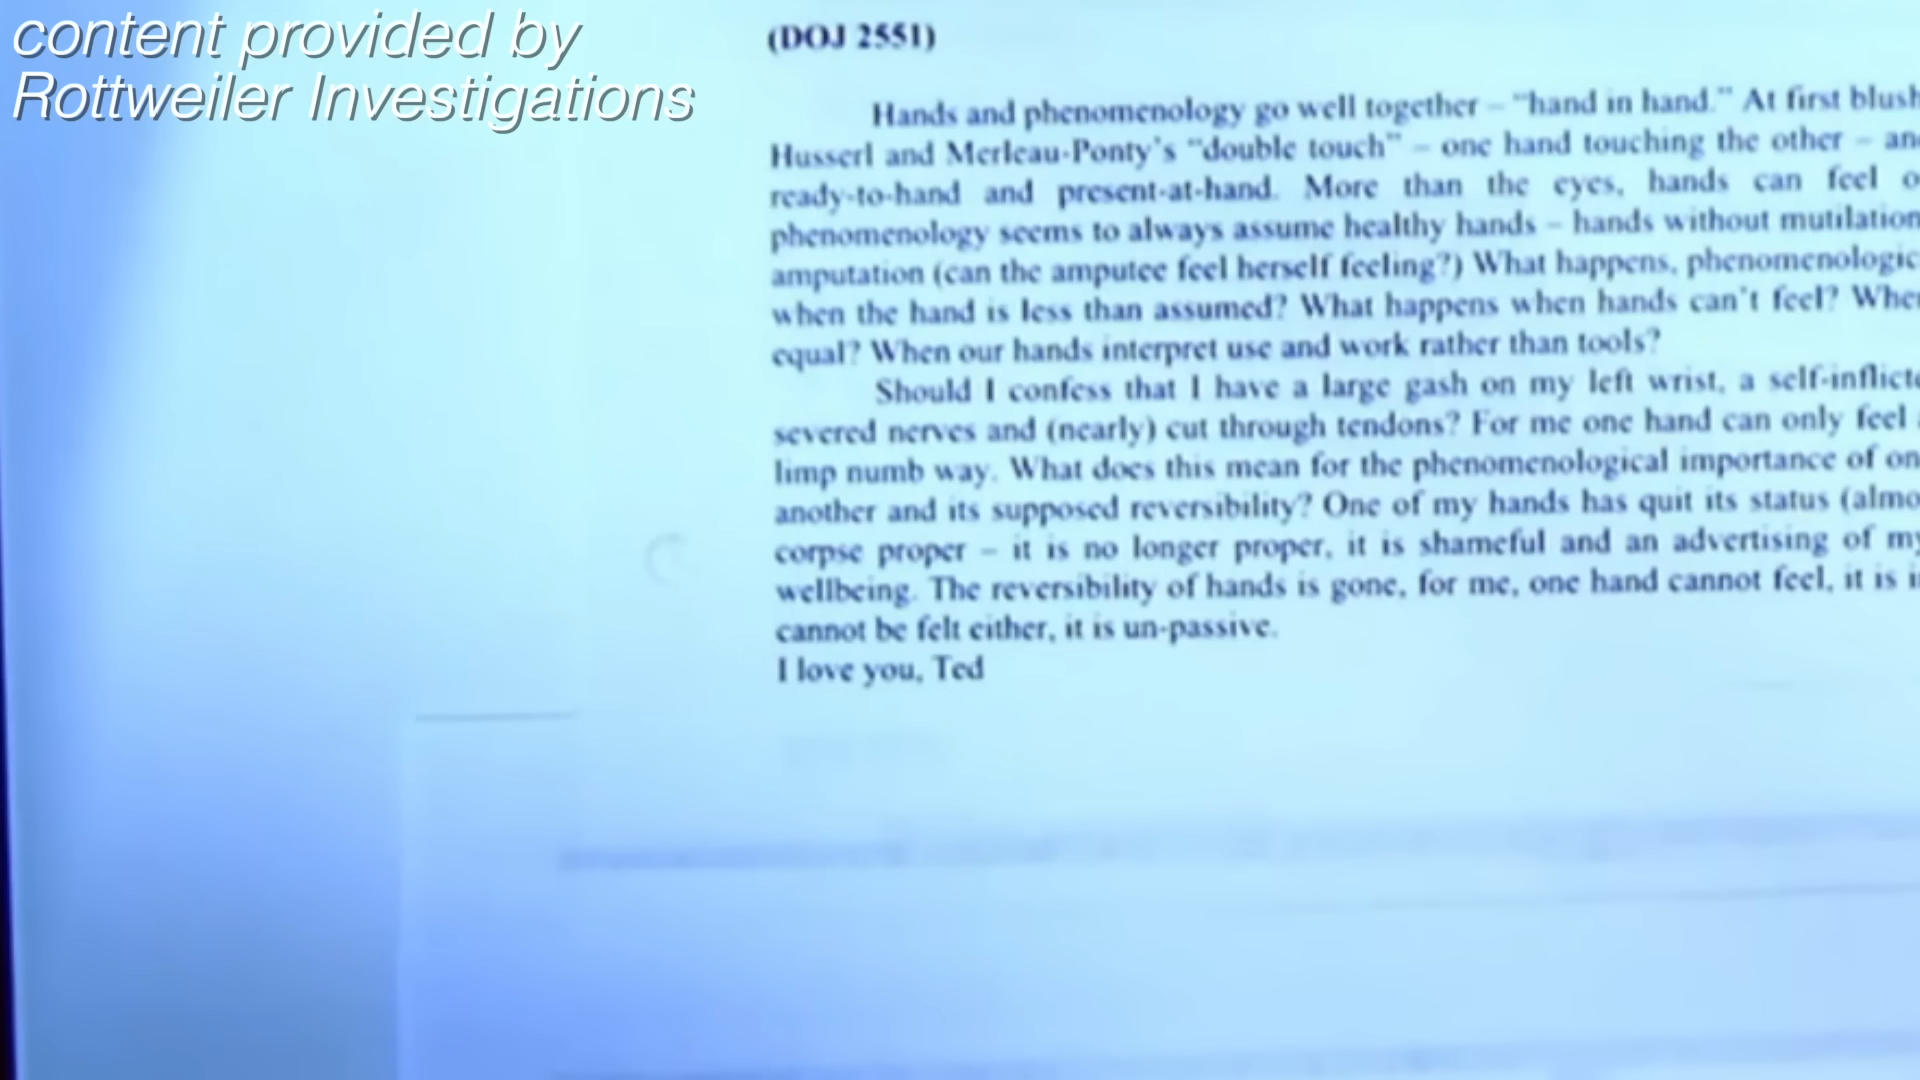 content provided by
Rottweiler Investigations
(DOJ 2551)
Hands and phenomenology go well together – “hand in hand.” At first blush
Husserl and Merleau-Ponty’s “double touch” – one hand touching the other – an
ready-to-hand and present-at-hand. More than the eyes, hands can feel o
phenomenology seems to always assume healthy hands – hands without mutilation
amputation (can the amputee feel herself feeling?) What happens, phenomenologic
when the hand is less than assumed? What happens when hands can’t feel? Whe
equal? When our hands interpret use and work rather than tools?
Should I confess that I have a large gash on my left wrist, a self-inflicte
severed nerves and (nearly) cut through tendons? For me one hand can only feel
limp numb way. What does this mean for the phenomenological importance of on
another and its supposed reversibility? One of my hands has quit its status (almo
corpse proper – it is no longer proper, it is shameful and an advertising of my
wellbeing. The reversibility of hands is gone, for me, one hand cannot feel, it is i
cannot be felt either, it is un-passive.
I love you, Ted